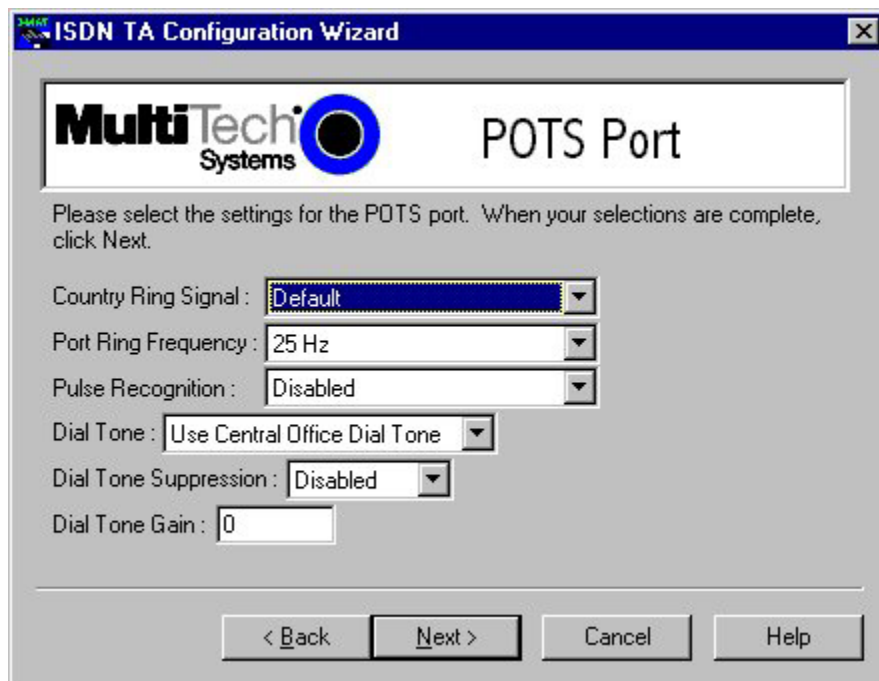 ISDN TA Configuration Wizard
MultiTech
Systems
POTS Port
Please select the settings for the POTS port. When your selections are complete,
click Next.
Country Ring Signal : Default
Port Ring Frequency : 25 Hz
Pulse Recognition : Disabled
Dial Tone : Use Central Office Dial Tone
Dial Tone Suppression : Disabled
Dial Tone Gain : 0
< Back Next > Cancel Help